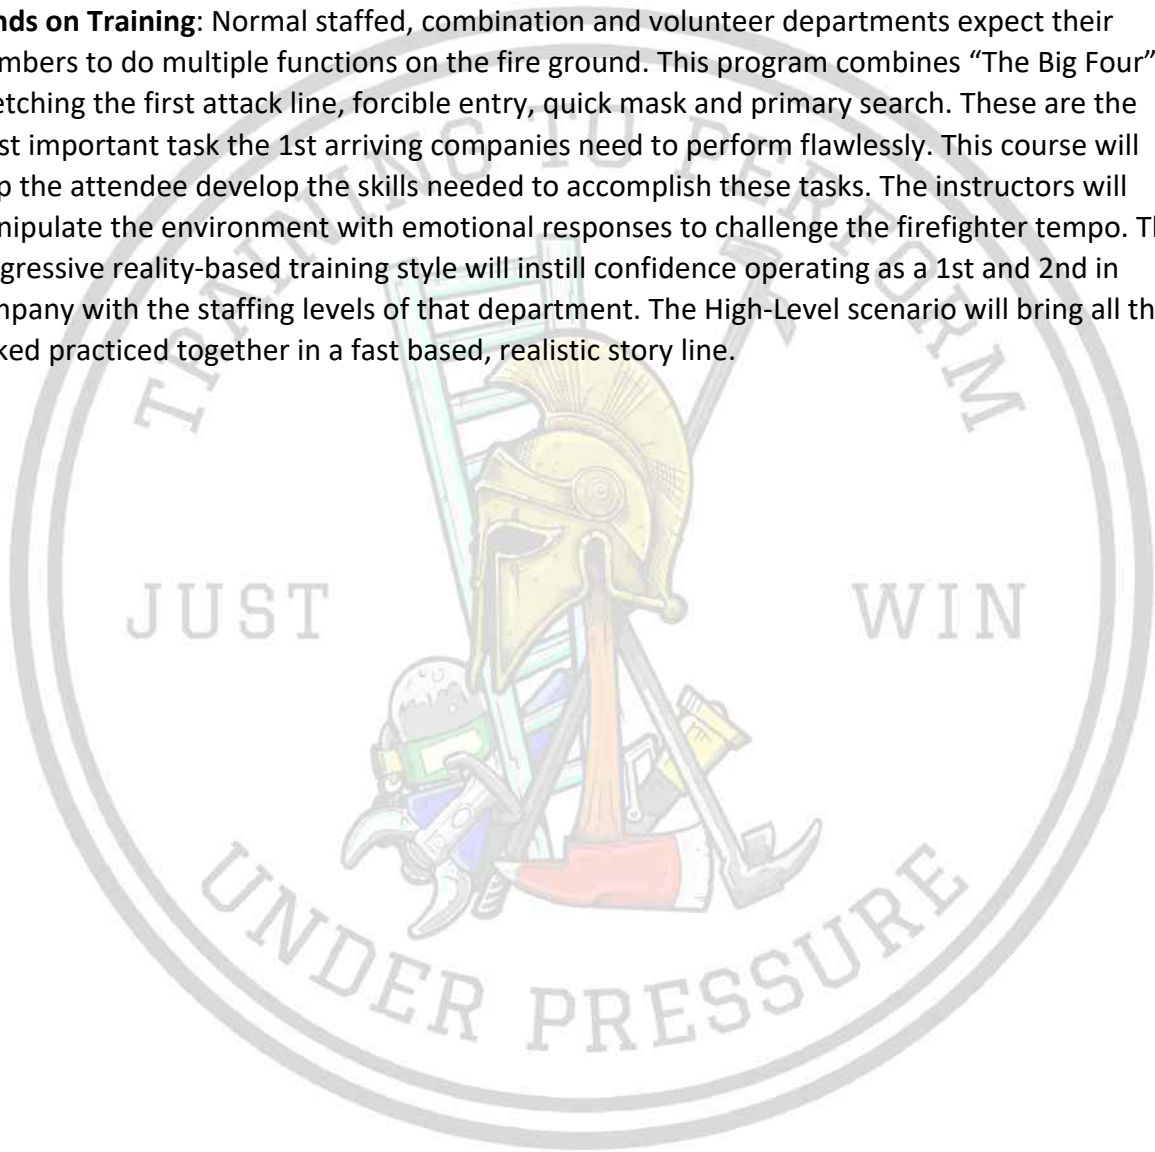 nds on Training: Normal staffed, combination and volunteer departments expect their
mbers to do multiple functions on the fire ground. This program combines “The Big Four”
etching the first attack line, forcible entry, quick mask and primary search. These are the
st important task the 1st arriving companies need to perform flawlessly. This course will
p the attendee develop the skills needed to accomplish these tasks. The instructors will
nipulate the environment with emotional responses to challenge the firefighter tempo. Th
gressive reality-based training style will instill confidence operating as a 1st and 2nd in
mpany with the staffing levels of that department. The High-Level scenario will bring all th
ked practiced together in a fast based, realistic story line.
TRAINING TO PERFORM
JUST WIN
UNDER PRESSURE